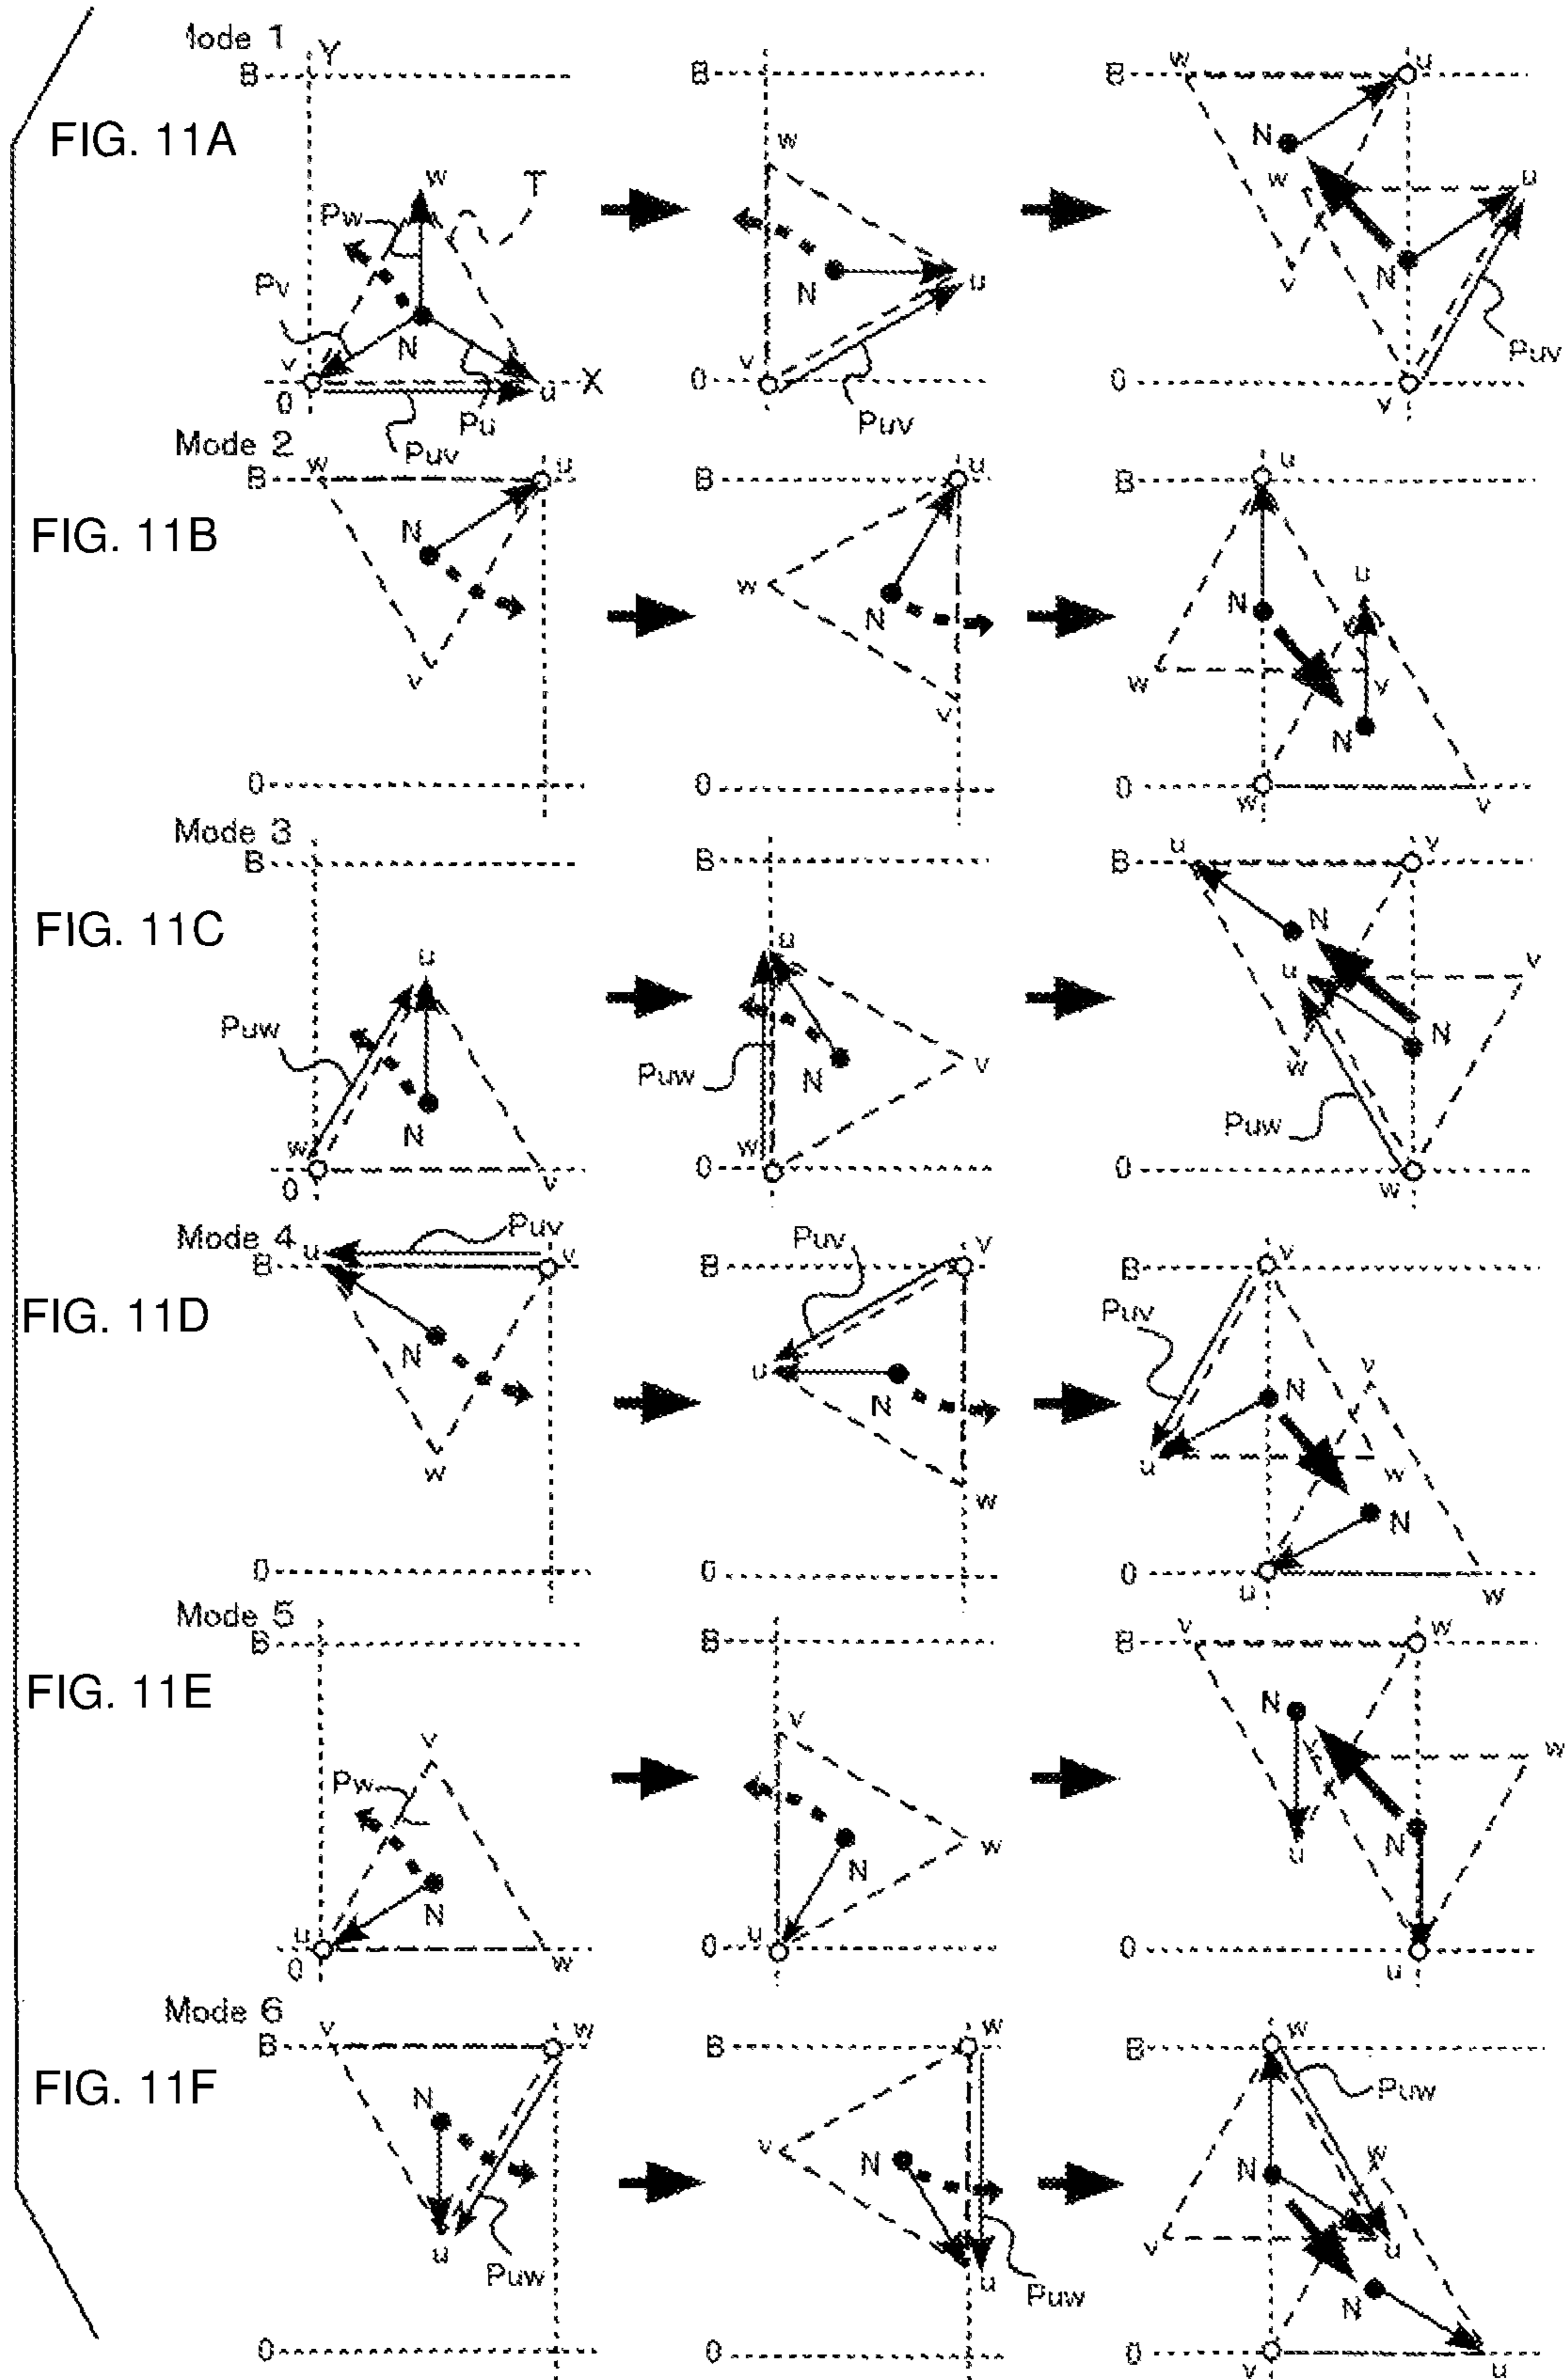 Mode 1
FIG. 11A
B Y w T Pw Pv N v 0 u X Pu Puv
B w N u v 0 Puv
B w u N w u v N Puv 0 v
Mode 2
FIG. 11B
B w u N v 0
B u w N v 0
B u N u w v N 0 w v
Mode 3
FIG. 11C
B u Puw N w 0 v
B u Puw N v w 0
B u v N u v N w Puw 0 w
Mode 4
FIG. 11D
u Puv B v N w 0
Puv v B u N w 0
v B Puv N v u w N 0 u w
Mode 5
FIG. 11E
B v Pw N u 0 w
B v N w u 0
v w B N v w N u 0 u
Mode 6
FIG. 11F
v w B N u Puw 0
B w v N u Puw 0
B w Puw N w v u N 0 v u